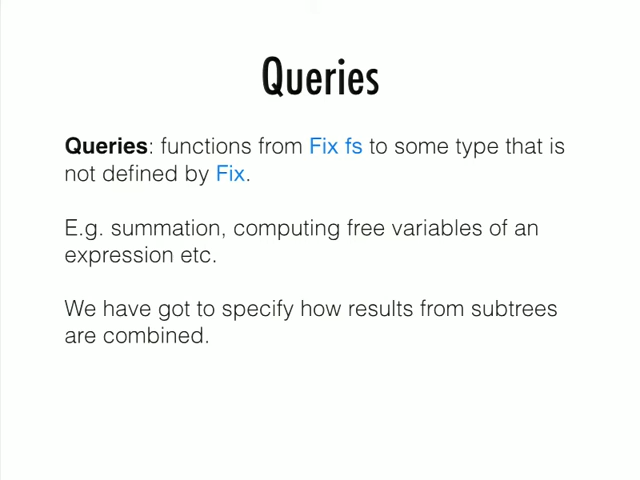 Queries
Queries: functions from Fix fs to some type that is
not defined by Fix.
E.g. summation, computing free variables of an
expression etc.
We have got to specify how results from subtrees
are combined.